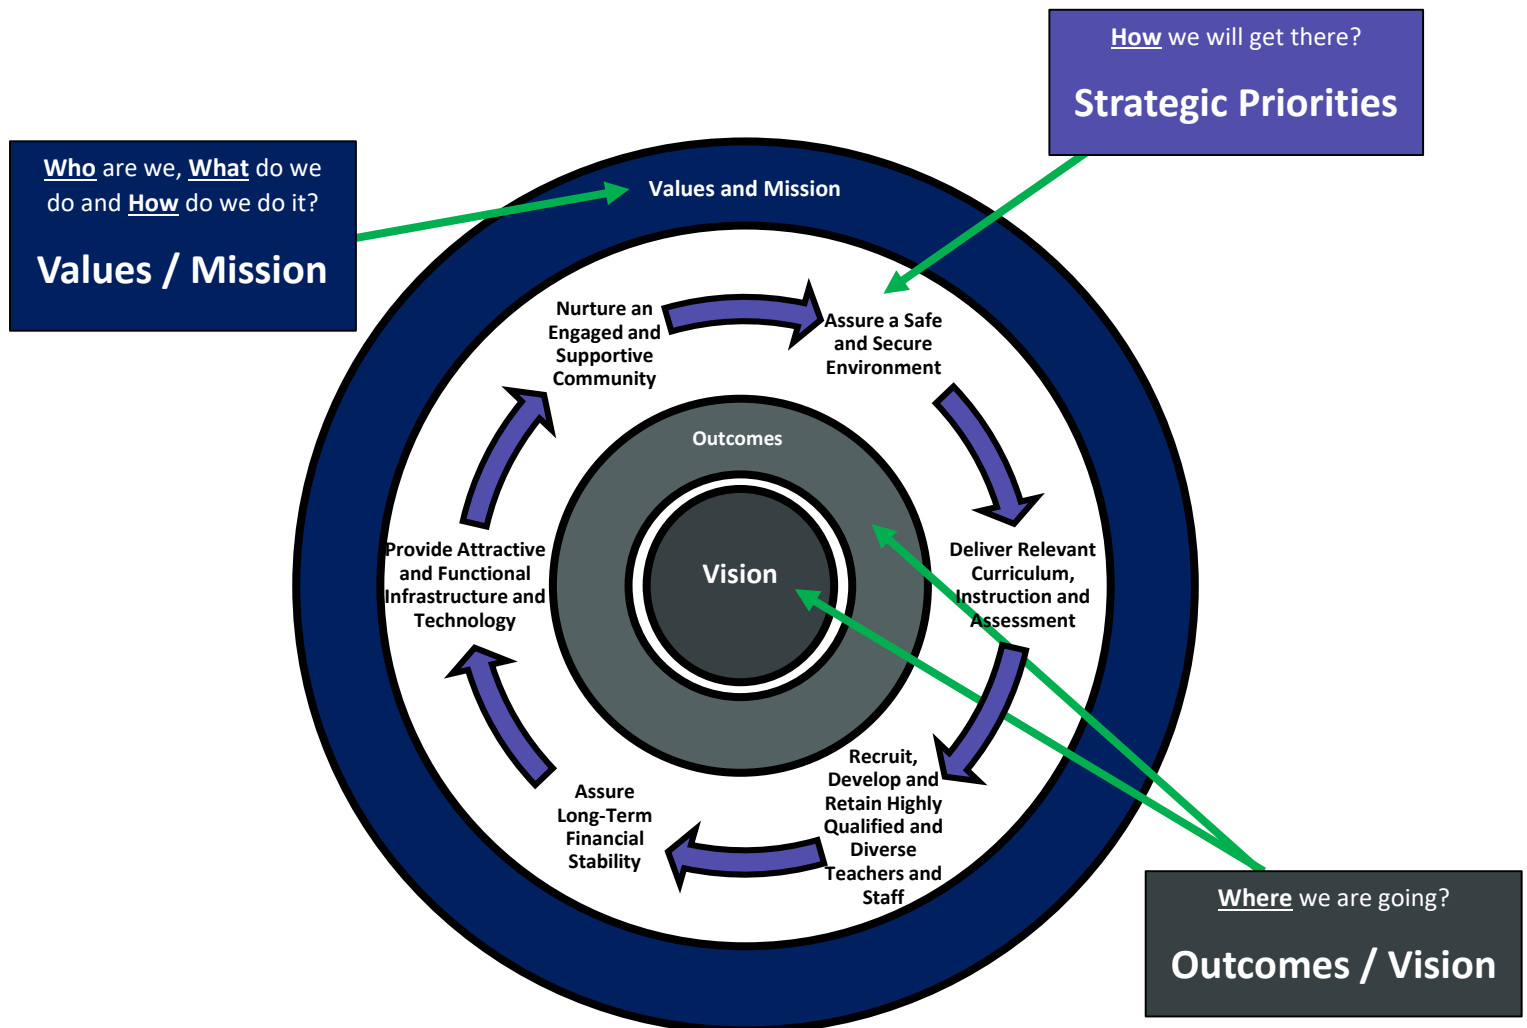 How we will get there?
Strategic Priorities
Who are we, What do we
do and How do we do it?
Values / Mission
Values and Mission
Nurture an
Engaged and
Supportive
Community
Assure a Safe
and Secure
Environment
Outcomes
Vision
Provide Attractive
and Functional
Infrastructure and
Technology
Deliver Relevant
Curriculum,
Instruction and
Assessment
Assure
Long-Term
Financial
Stability
Recruit,
Develop and
Retain Highly
Qualified and
Diverse
Teachers and
Staff
Where we are going?
Outcomes / Vision